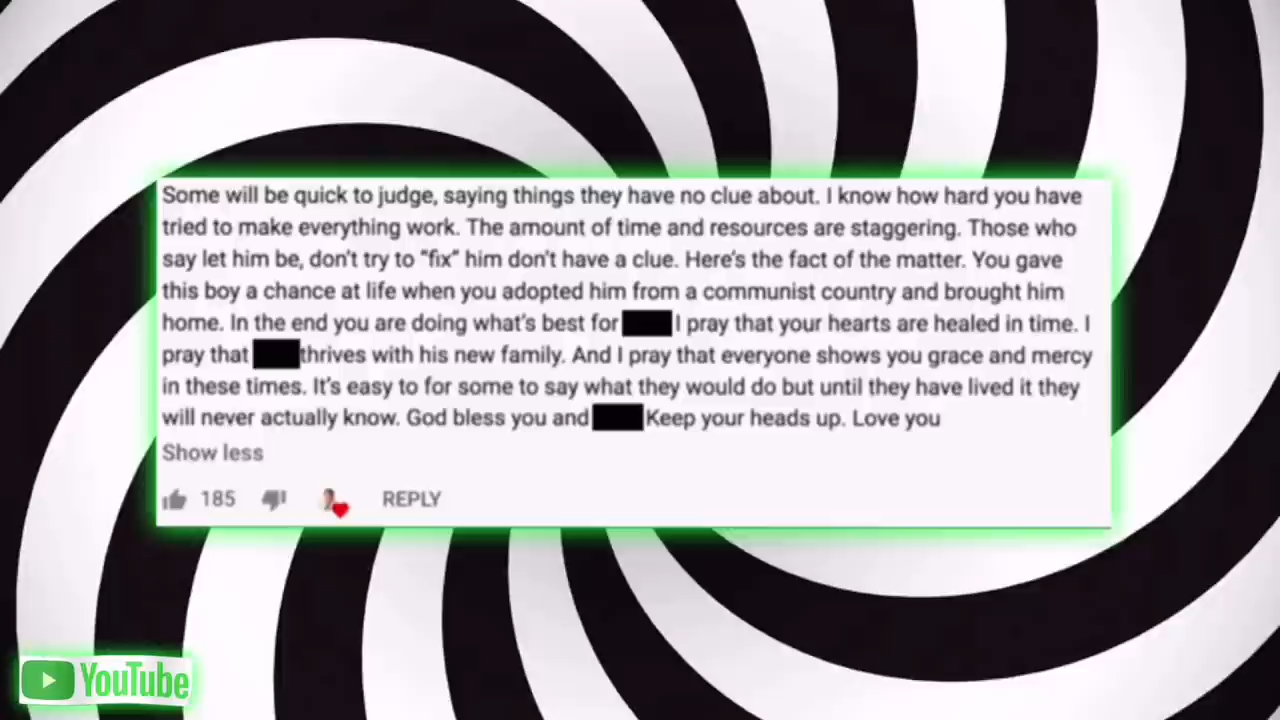 Some will be quick to judge, saying things they have no clue about. I know how hard you have
tried to make everything work. The amount of time and resources are staggering. Those who
say let him be, don't try to "fix" him don't have a clue. Here's the fact of the matter. You gave
this boy a chance at life when you adopted him from a communist country and brought him
home. In the end you are doing what's best for I pray that your hearts are healed in time. I
pray that thrives with his new family. And I pray that everyone shows you grace and mercy
in these times. It's easy to for some to say what they would do but until they have lived it they
will never actually know. God bless you and Keep your heads up. Love you
Show less
185 REPLY
YouTube